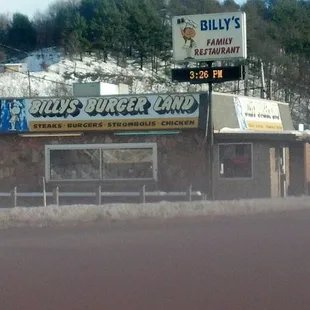 BILLY'S
FAMILY
RESTAURANT
3:26 PM
BILLYS BURGER LAND
STEAKS · BURGERS · STROMBOLIS · CHICKEN